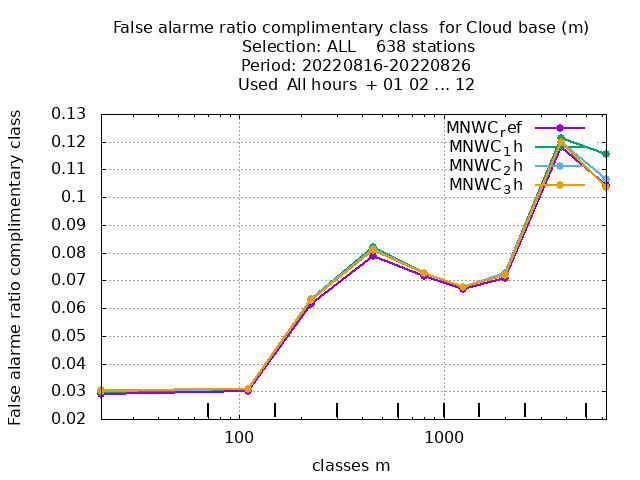 False alarme ratio complimentary class  for Cloud base (m)
Selection: ALL    638 stations
Period: 20220816-20220826
Used  All hours  + 01 02 ... 12
False alarme ratio complimentary class
0.13
0.12
0.11
0.1
0.09
0.08
0.07
0.06
0.05
0.04
0.03
0.02
MNWC_ref
MNWC_1h
MNWC_2h
MNWC_3h
100
1000
classes m